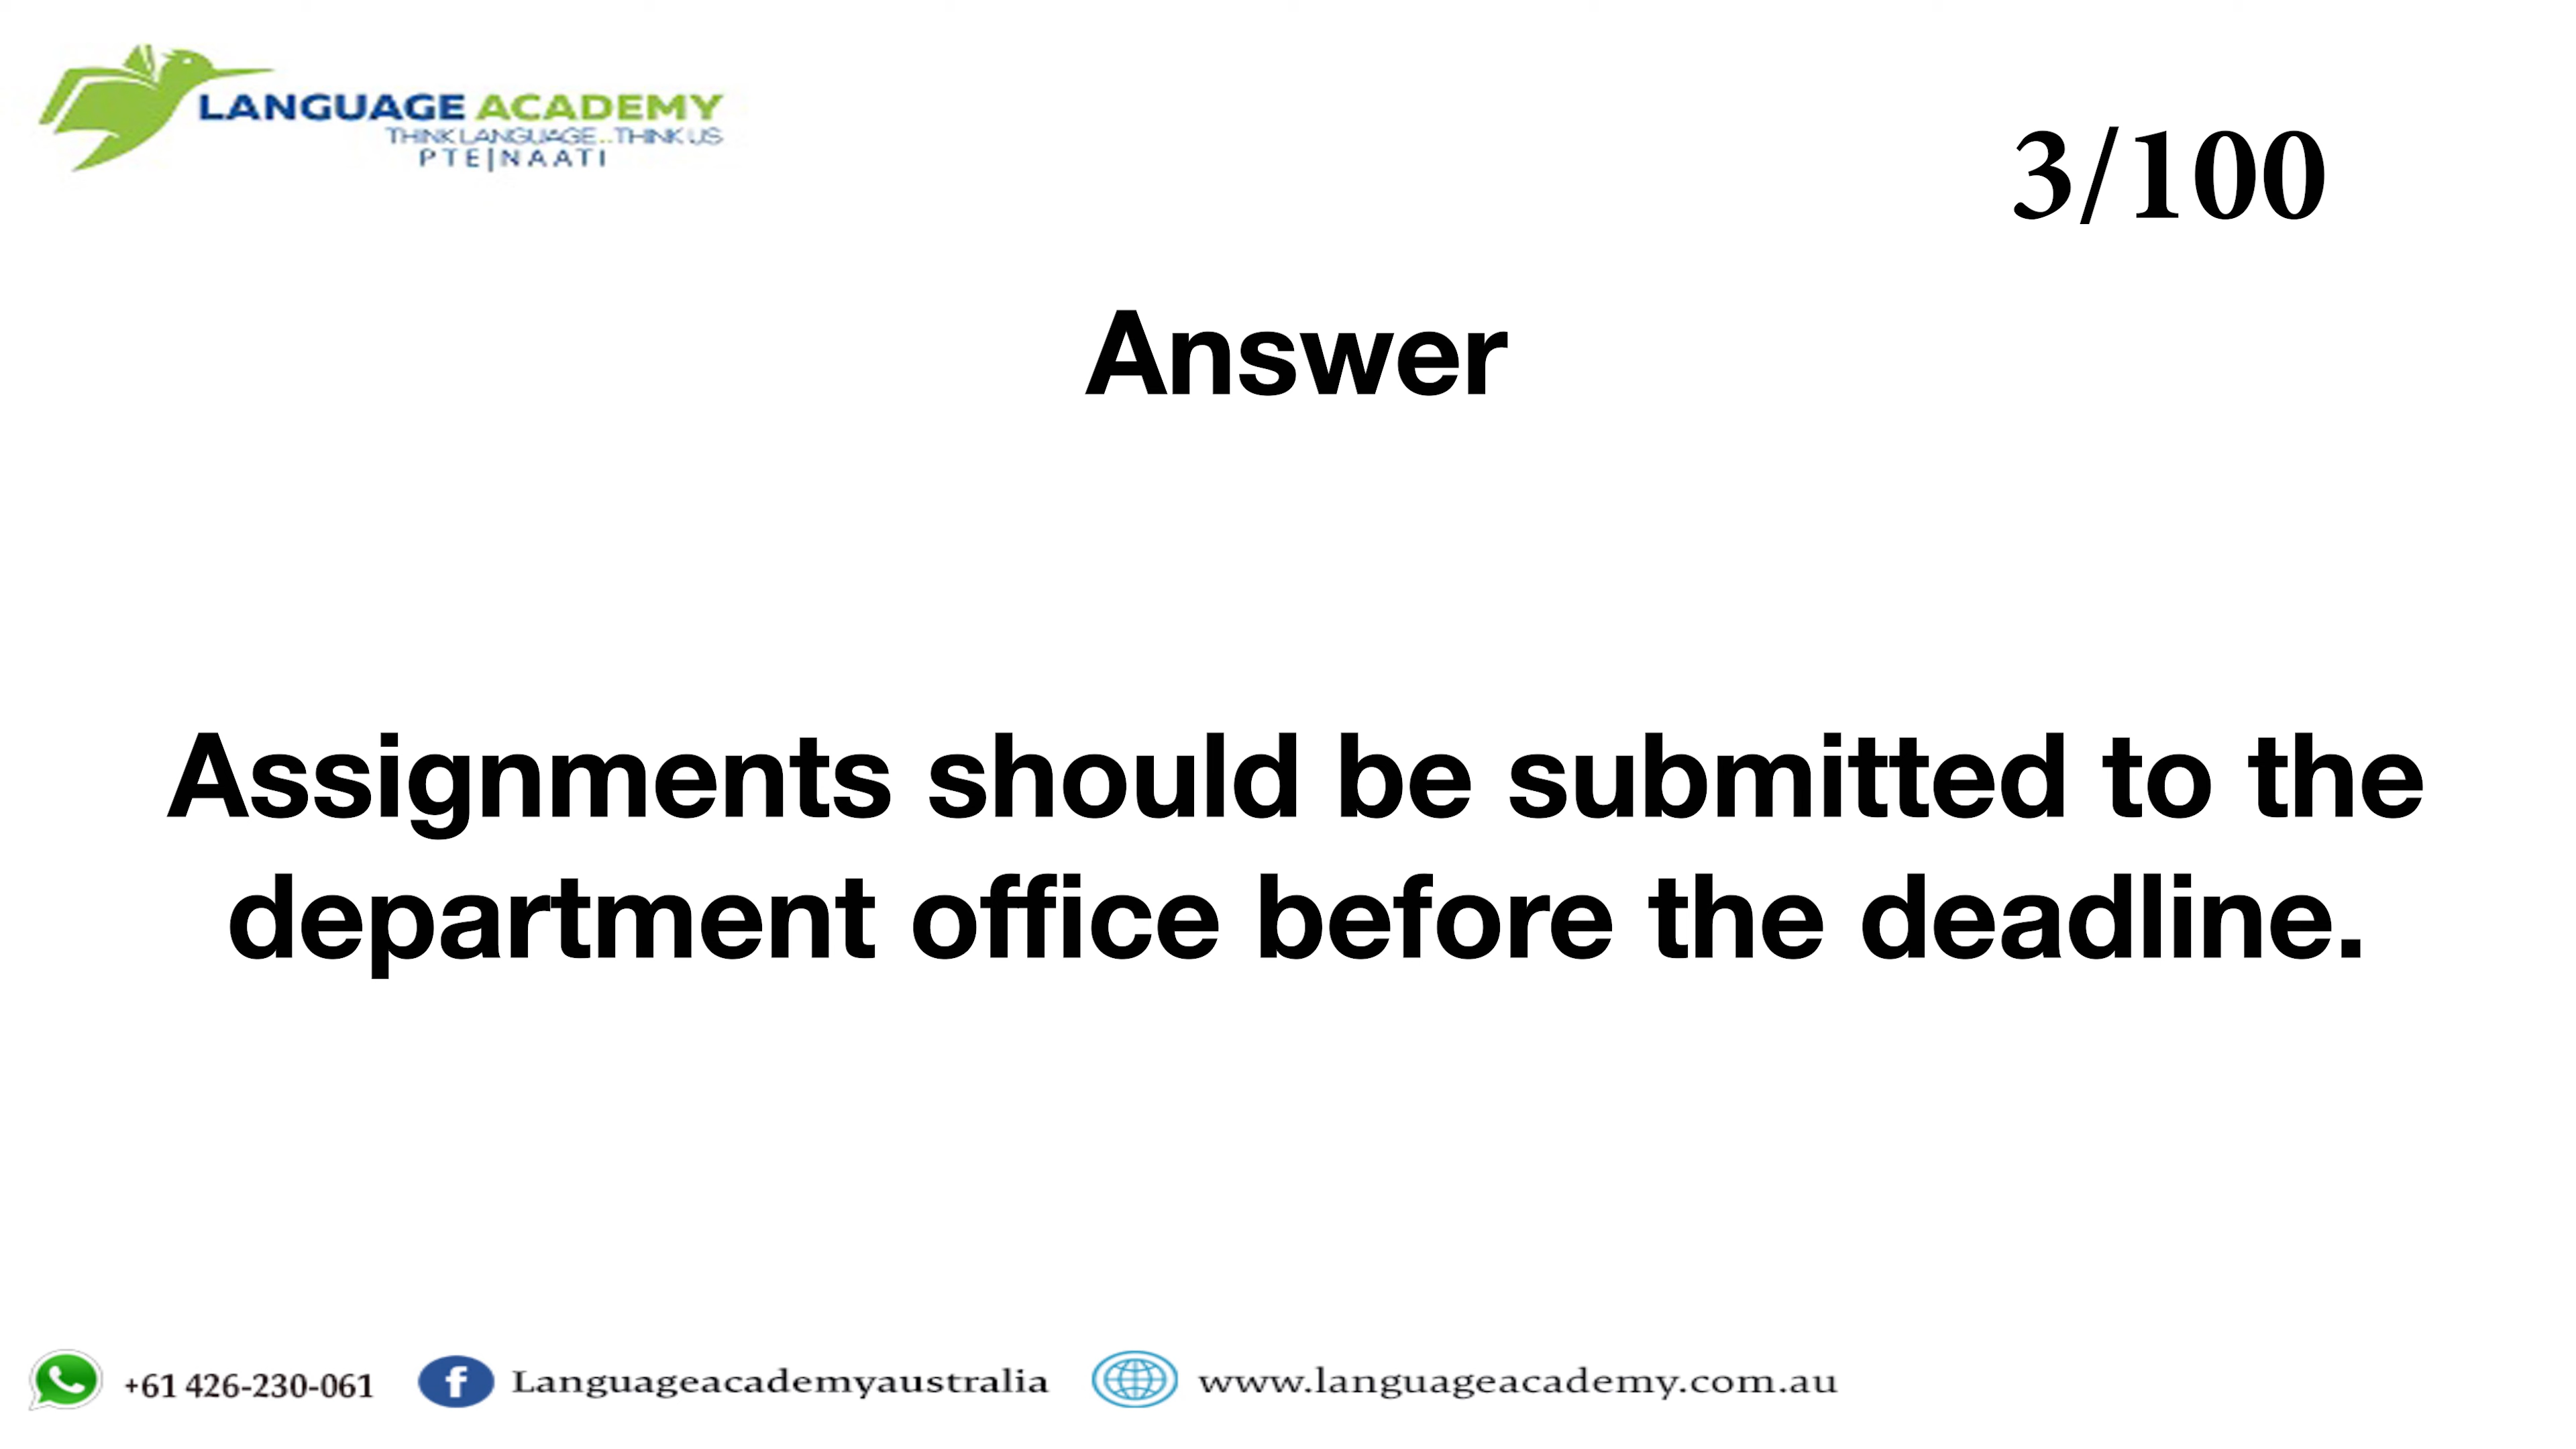 LANGUAGE ACADEMY
THINK LANGUAGE..THINK US
PTE|NAATI
3/100
Answer
Assignments should be submitted to the
department office before the deadline.
+61 426-230-061 Languageacademyaustralia www.languageacademy.com.au